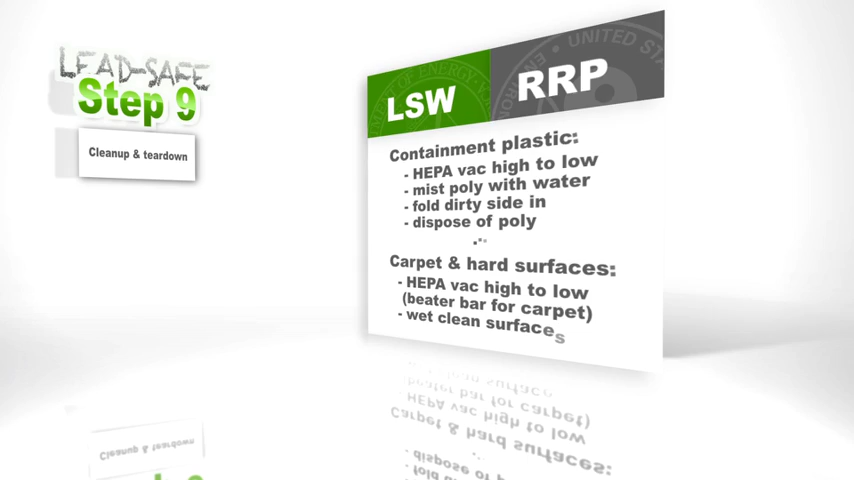 LEAD-SAFE
Step 9
Cleanup & teardown
LSW RRP
UNITED STA
Containment plastic:
- HEPA vac high to low
- mist poly with water
- fold dirty side in
- dispose of poly
Carpet & hard surfaces:
- HEPA vac high to low
(beater bar for carpet)
- wet clean surfaces